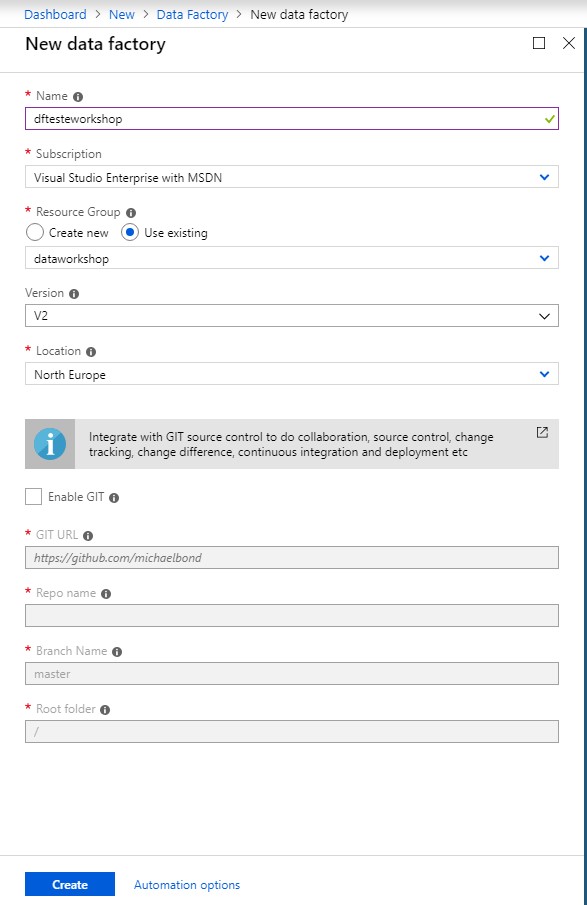 Dashboard > New > Data Factory > New data factory
New data factory
* Name
dftesteworkshop
* Subscription
Visual Studio Enterprise with MSDN
* Resource Group
Create new Use existing
dataworkshop
Version
V2
* Location
North Europe
Integrate with GIT source control to do collaboration, source control, change
tracking, change difference, continuous integration and deployment etc
Enable GIT
* GIT URL
https://github.com/michaelbond
* Repo name
* Branch Name
master
* Root folder
/
Create Automation options